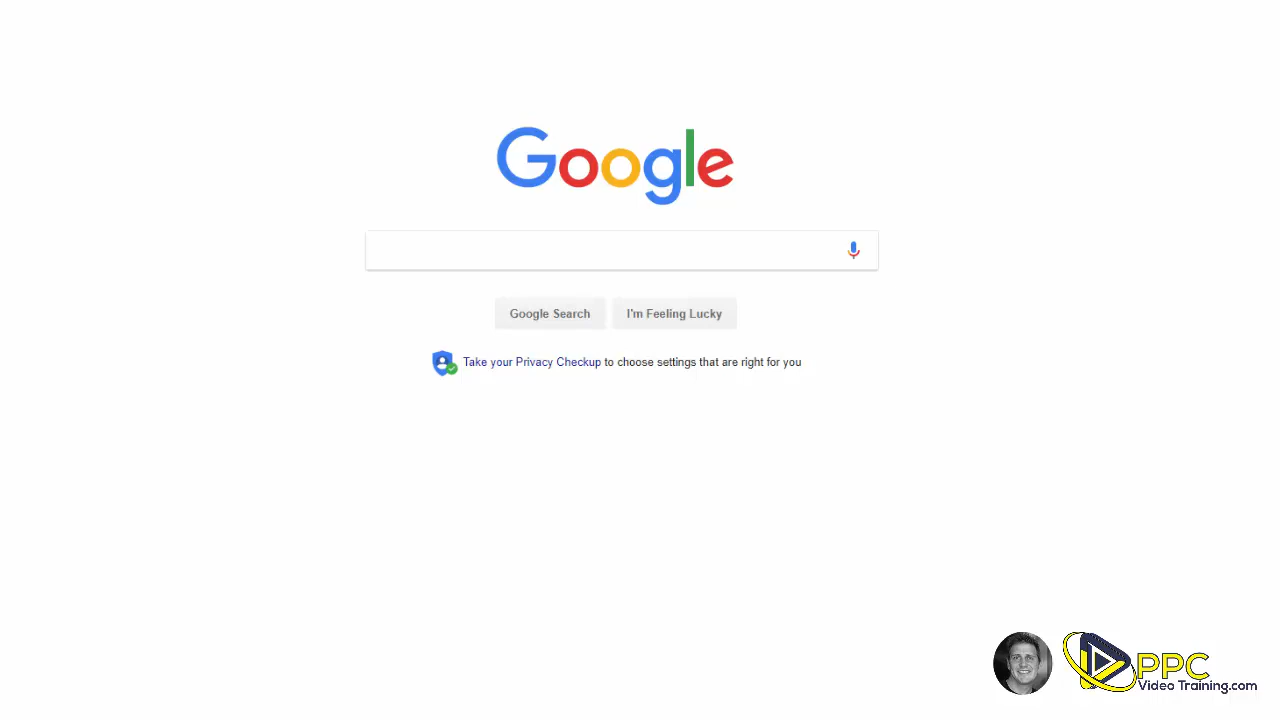 Google
Google Search
I'm Feeling Lucky
Take your Privacy Checkup to choose settings that are right for you
PPC
Video Training.com